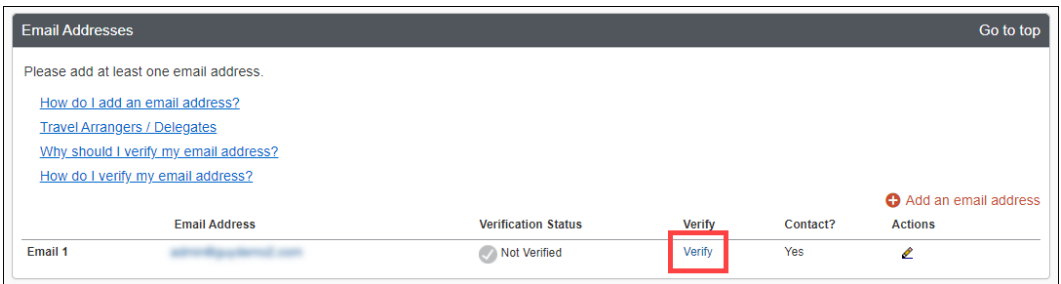 Email Addresses Go to top
Please add at least one email address.
How do I add an email address?
Travel Arrangers / Delegates
Why should I verify my email address?
How do I verify my email address?
Add an email address
Email Address Verification Status Verify Contact? Actions
Email 1 Not Verified Verify Yes